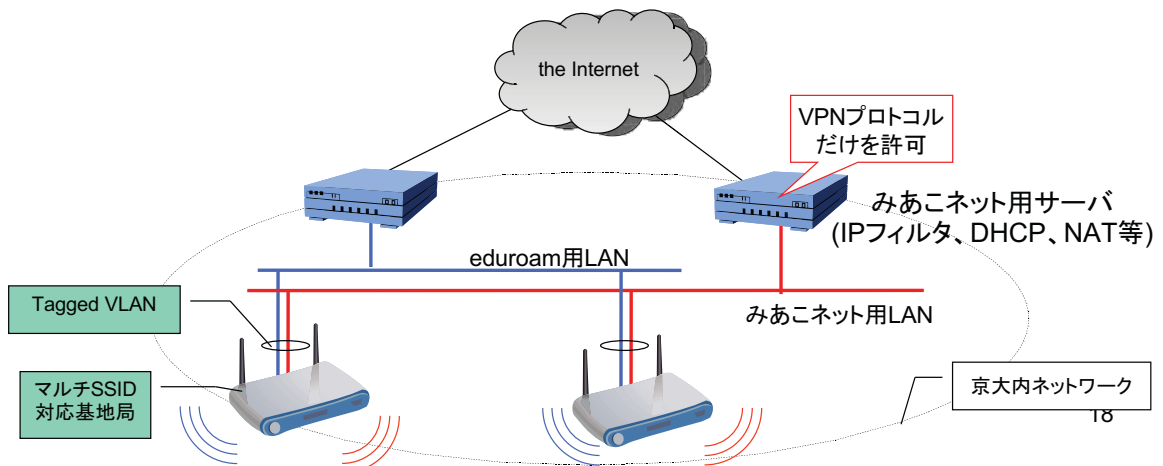 the Internet
VPNプロトコル
だけを許可
みあこネット用サーバ
(IPフィルタ、DHCP、NAT等)
eduroam用LAN
Tagged VLAN
みあこネット用LAN
マルチSSID
対応基地局
京大内ネットワーク
18